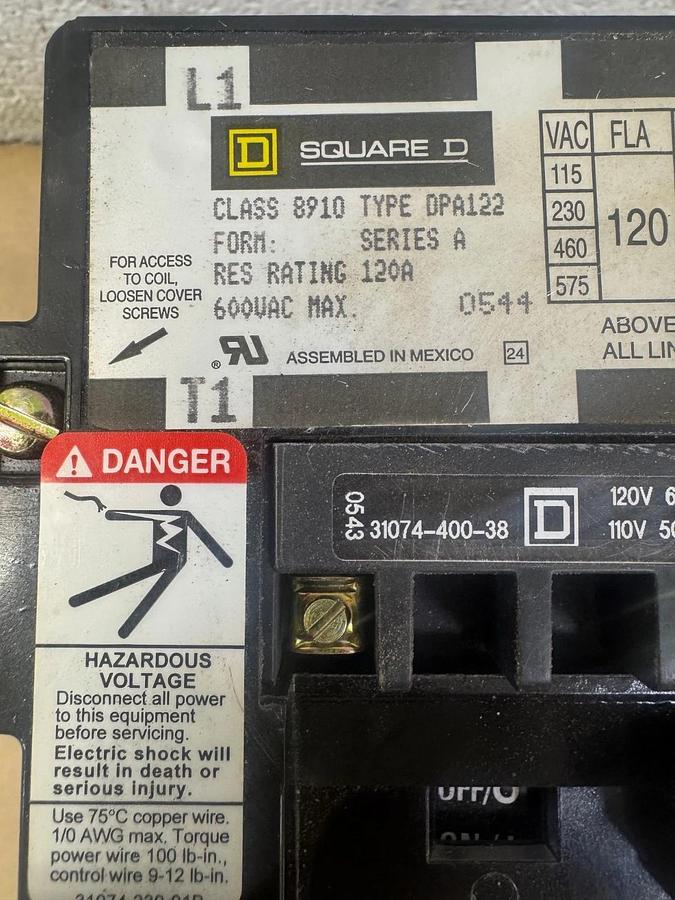 L1
D SQUARE D
CLASS 8910 TYPE DPA122
FORM: SERIES A
RES RATING 120A
600VAC MAX. 0544
FOR ACCESS
TO COIL,
LOOSEN COVER
SCREWS
® ASSEMBLED IN MEXICO 24
T1
VAC FLA
115
230
460
575
120
ABOVE
ALL LIN
DANGER
HAZARDOUS
VOLTAGE
Disconnect all power
to this equipment
before servicing.
Electric shock will
result in death or
serious injury.
Use 75°C copper wire.
1/0 AWG max, Torque
power wire 100 lb-in.,
control wire 9-12 lb-in.
0543
31074-400-38 D
120V 6
110V 50
OFF/O